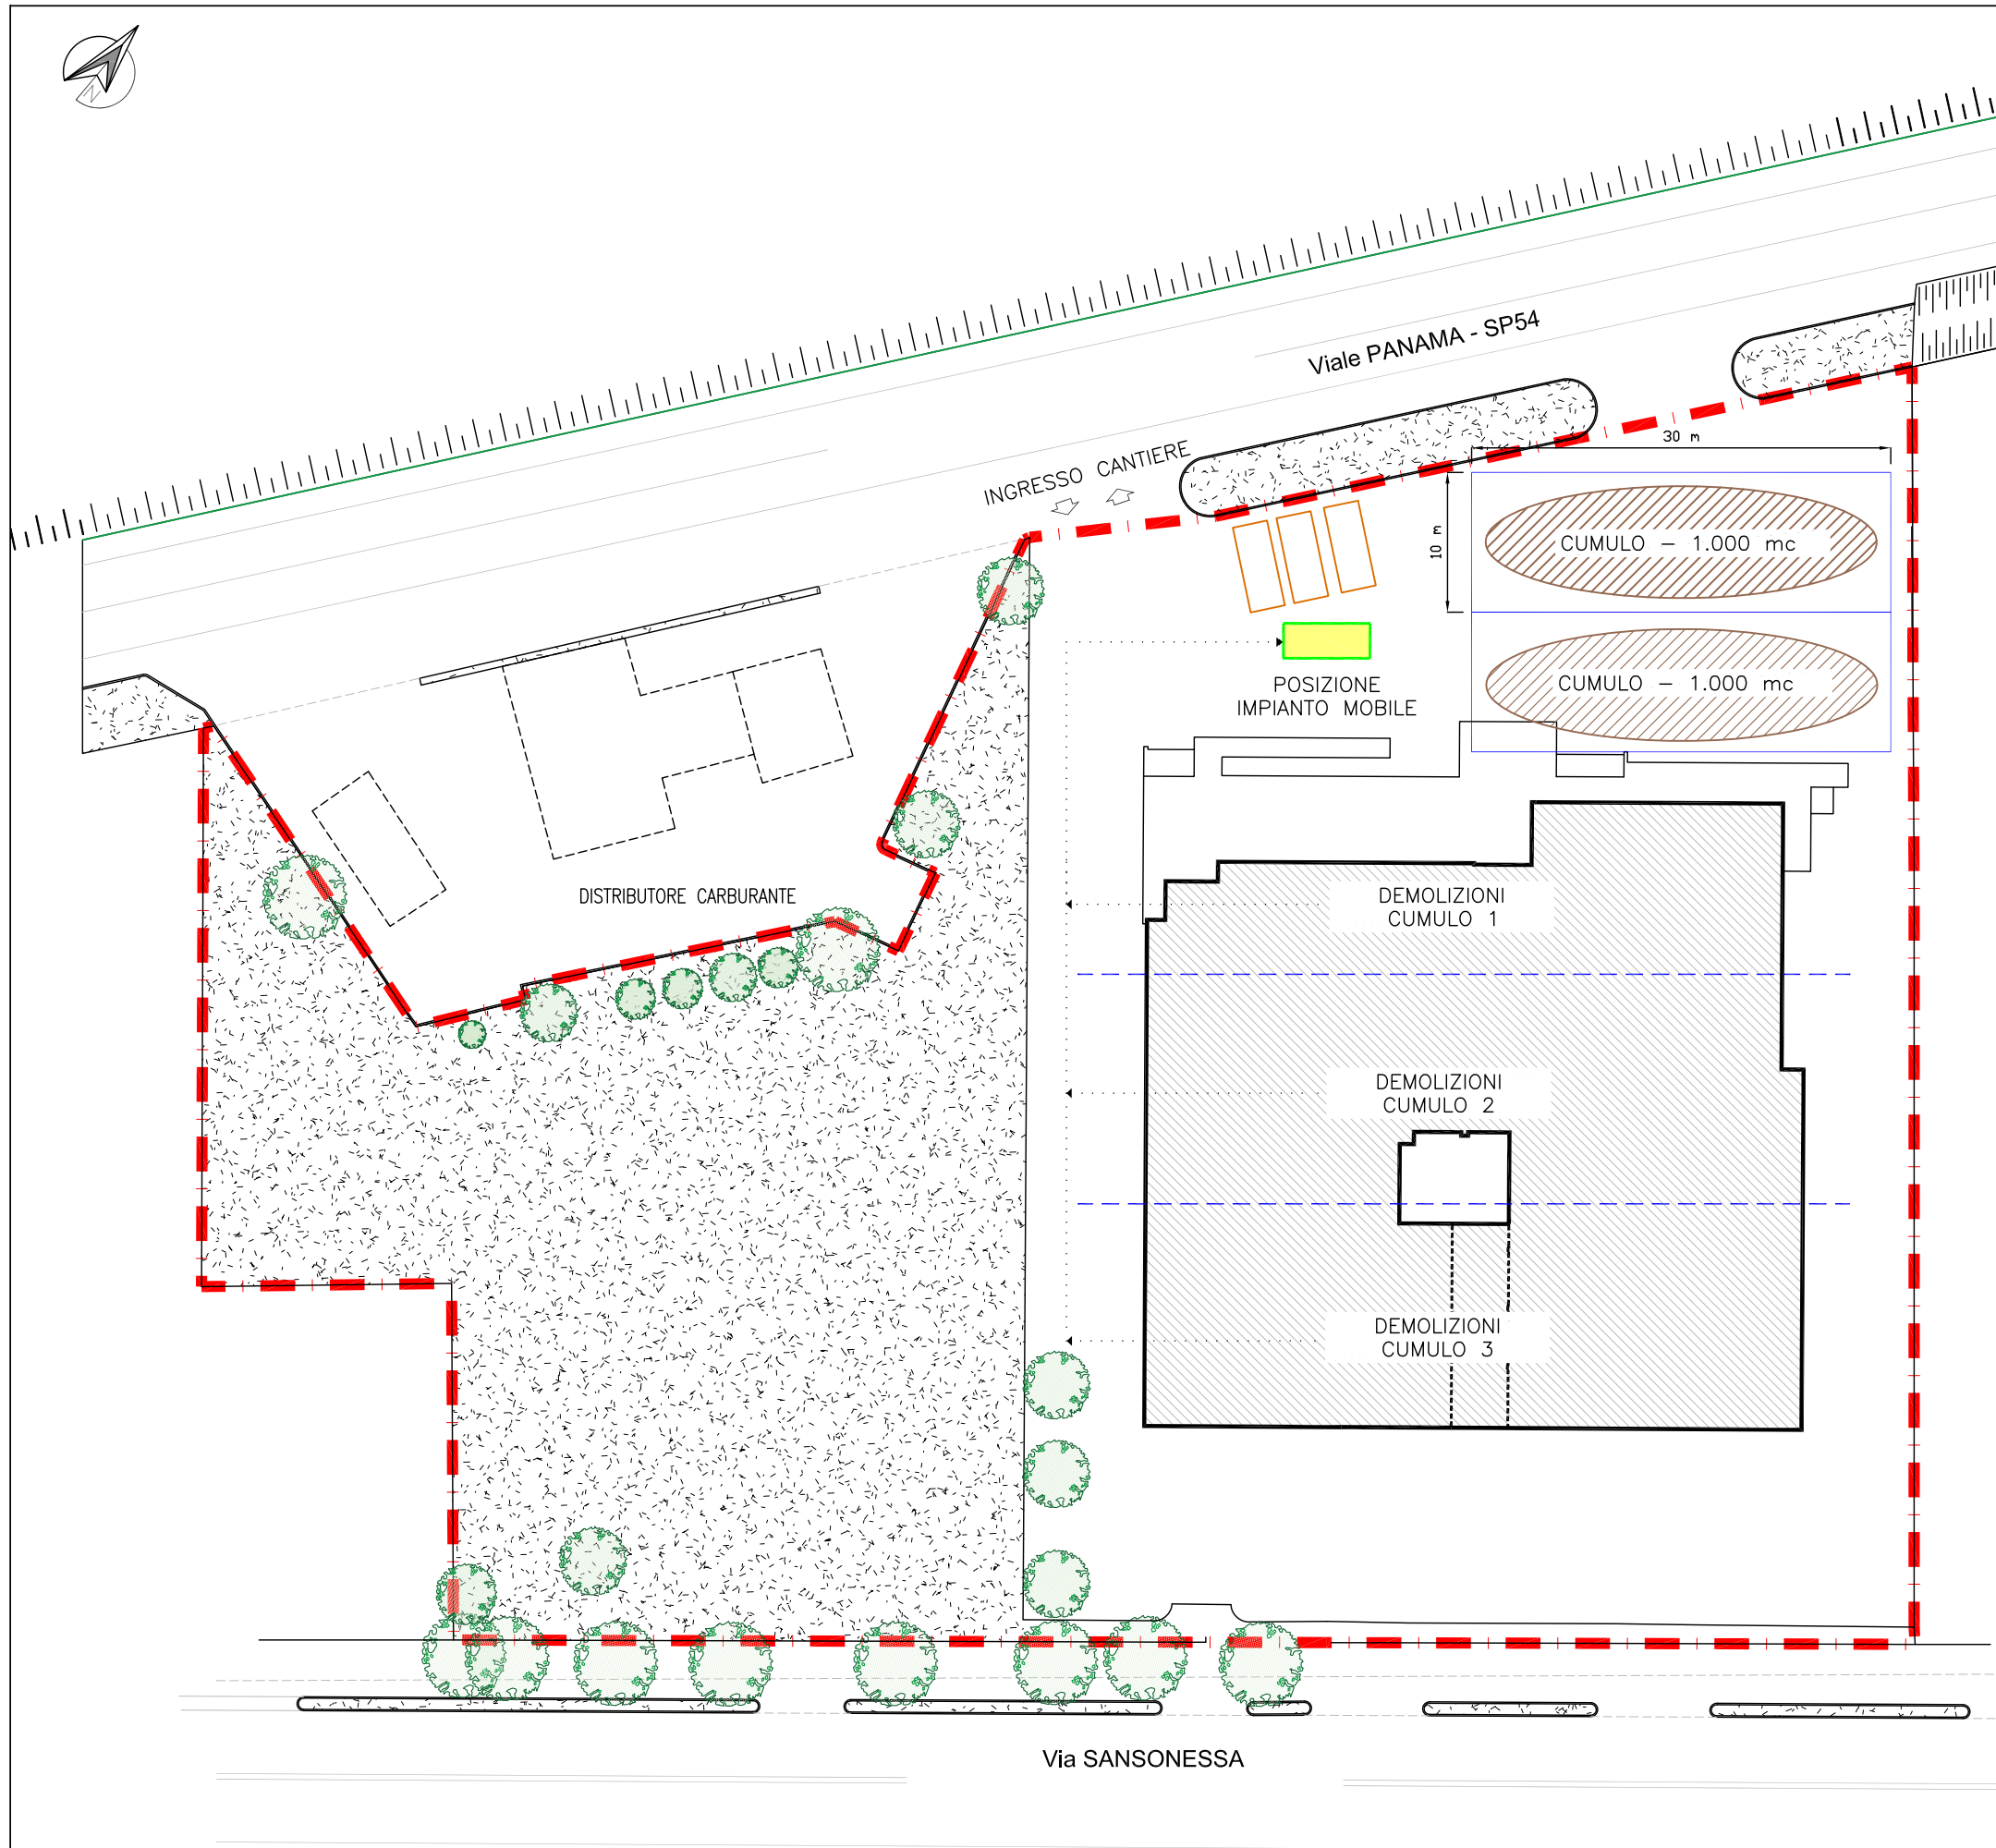 N
Viale PANAMA - SP54
INGRESSO CANTIERE
30 m
10 m
CUMULO – 1.000 mc
CUMULO – 1.000 mc
POSIZIONE
IMPIANTO MOBILE
DISTRIBUTORE CARBURANTE
DEMOLIZIONI
CUMULO 1
DEMOLIZIONI
CUMULO 2
DEMOLIZIONI
CUMULO 3
Via SANSONESSA